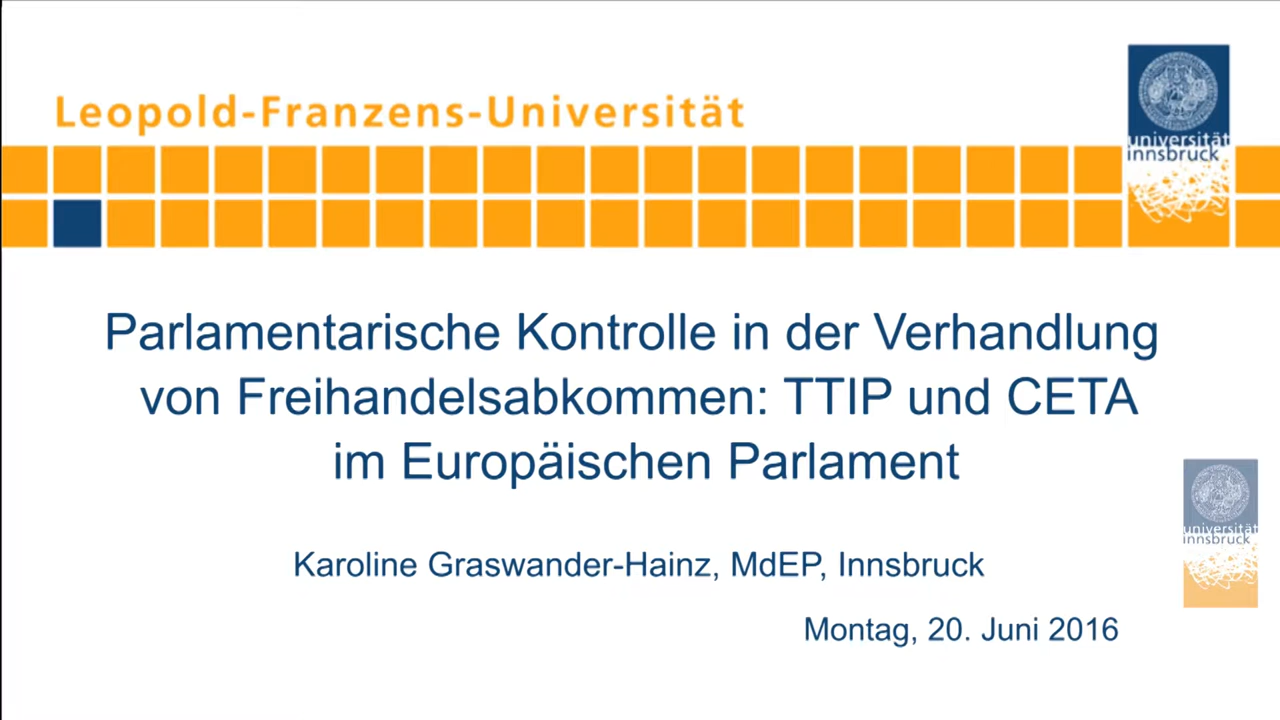 Leopold-Franzens-Universität
universität
innsbruck
Parlamentarische Kontrolle in der Verhandlung
von Freihandelsabkommen: TTIP und CETA
im Europäischen Parlament
universität
innsbruck
Karoline Graswander-Hainz, MdEP, Innsbruck
Montag, 20. Juni 2016